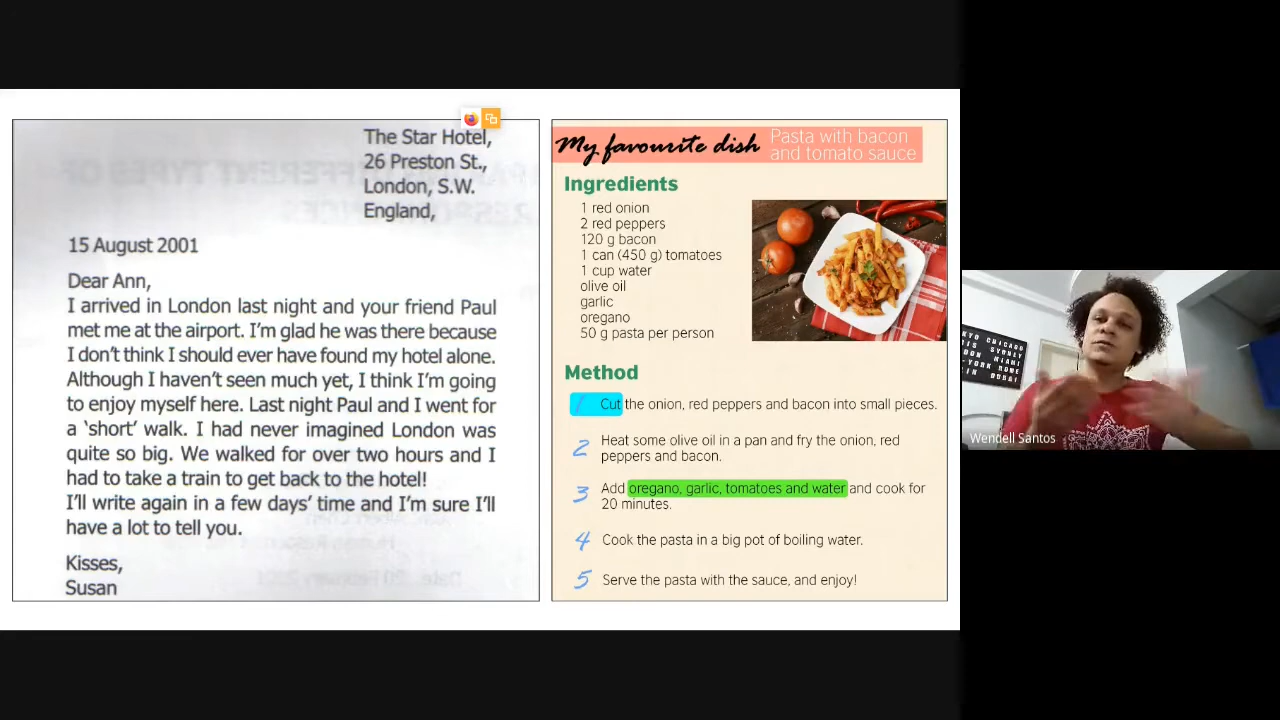 The Star Hotel,
26 Preston St.,
London, S.W.
England,
15 August 2001
Dear Ann,
I arrived in London last night and your friend Paul
met me at the airport. I'm glad he was there because
I don't think I should ever have found my hotel alone.
Although I haven't seen much yet, I think I'm going
to enjoy myself here. Last night Paul and I went for
a 'short' walk. I had never imagined London was
quite so big. We walked for over two hours and I
had to take a train to get back to the hotel!
I'll write again in a few days' time and I'm sure I'll
have a lot to tell you.
Kisses,
Susan
My favourite dish
Pasta with bacon
and tomato sauce
Ingredients
1 red onion
2 red peppers
120 g bacon
1 can (450 g) tomatoes
1 cup water
olive oil
garlic
oregano
50 g pasta per person
Method
1 Cut the onion, red peppers and bacon into small pieces.
2 Heat some olive oil in a pan and fry the onion, red
peppers and bacon.
3 Add oregano, garlic, tomatoes and water and cook for
20 minutes.
4 Cook the pasta in a big pot of boiling water.
5 Serve the pasta with the sauce, and enjoy!
CHICAGO
SYDNEY
MIAMI
ROME
DUBAI
Wendell Santos